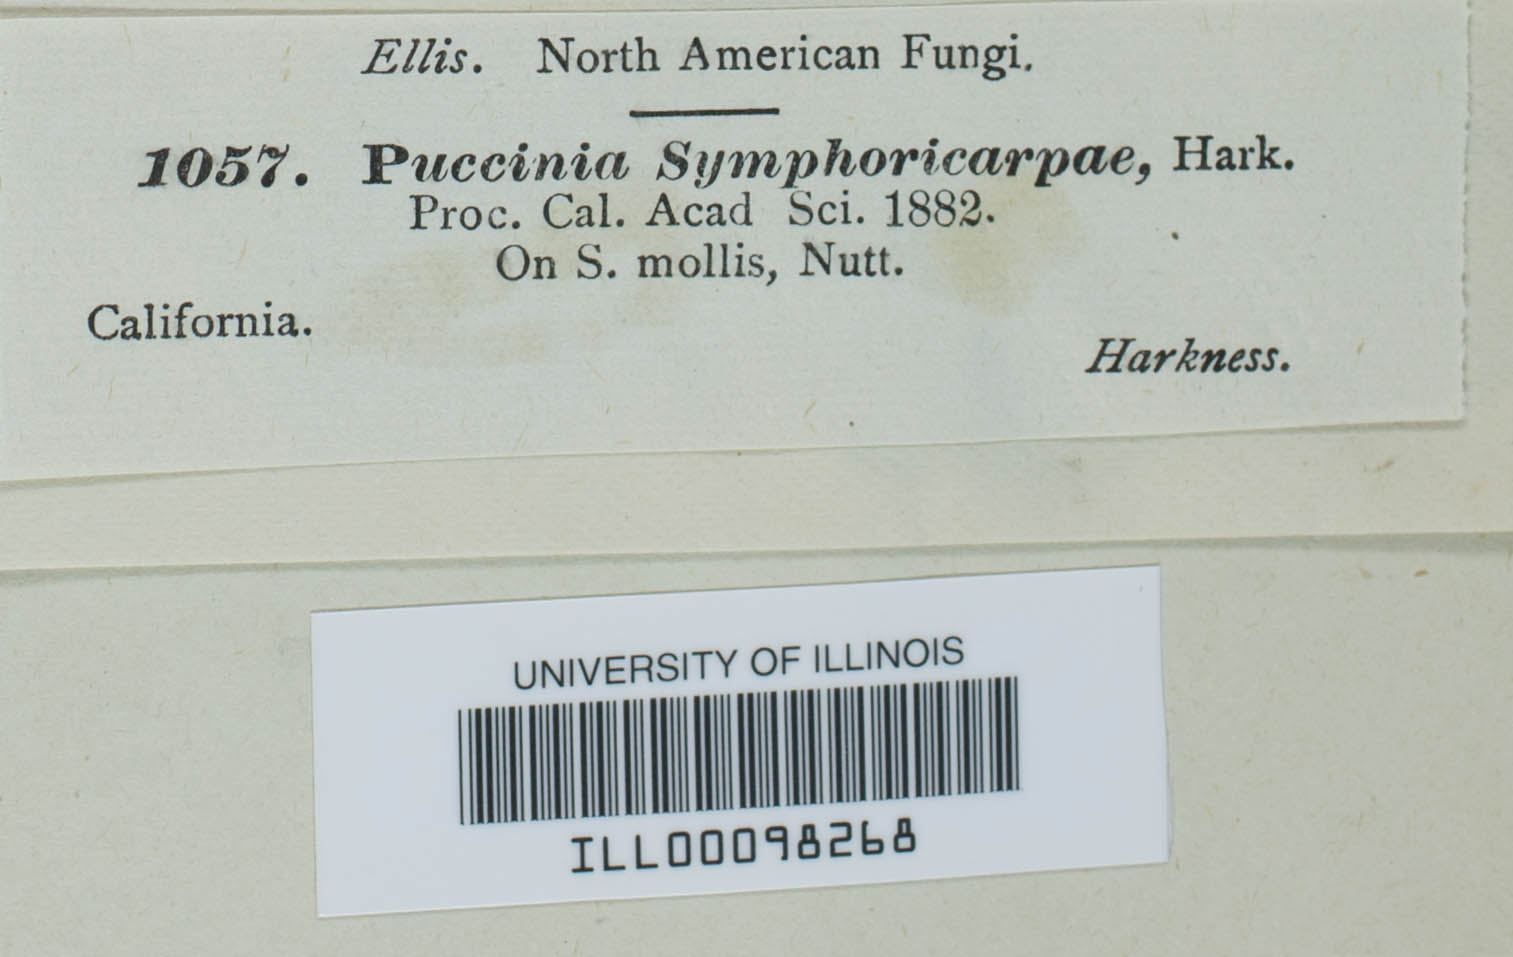 Ellis. North American Fungi.
1057. Puccinia Symphoricarpae, Hark.
Proc. Cal. Acad Sci. 1882.
On S. mollis, Nutt.
California.
Harkness.
UNIVERSITY OF ILLINOIS
ILL00098268